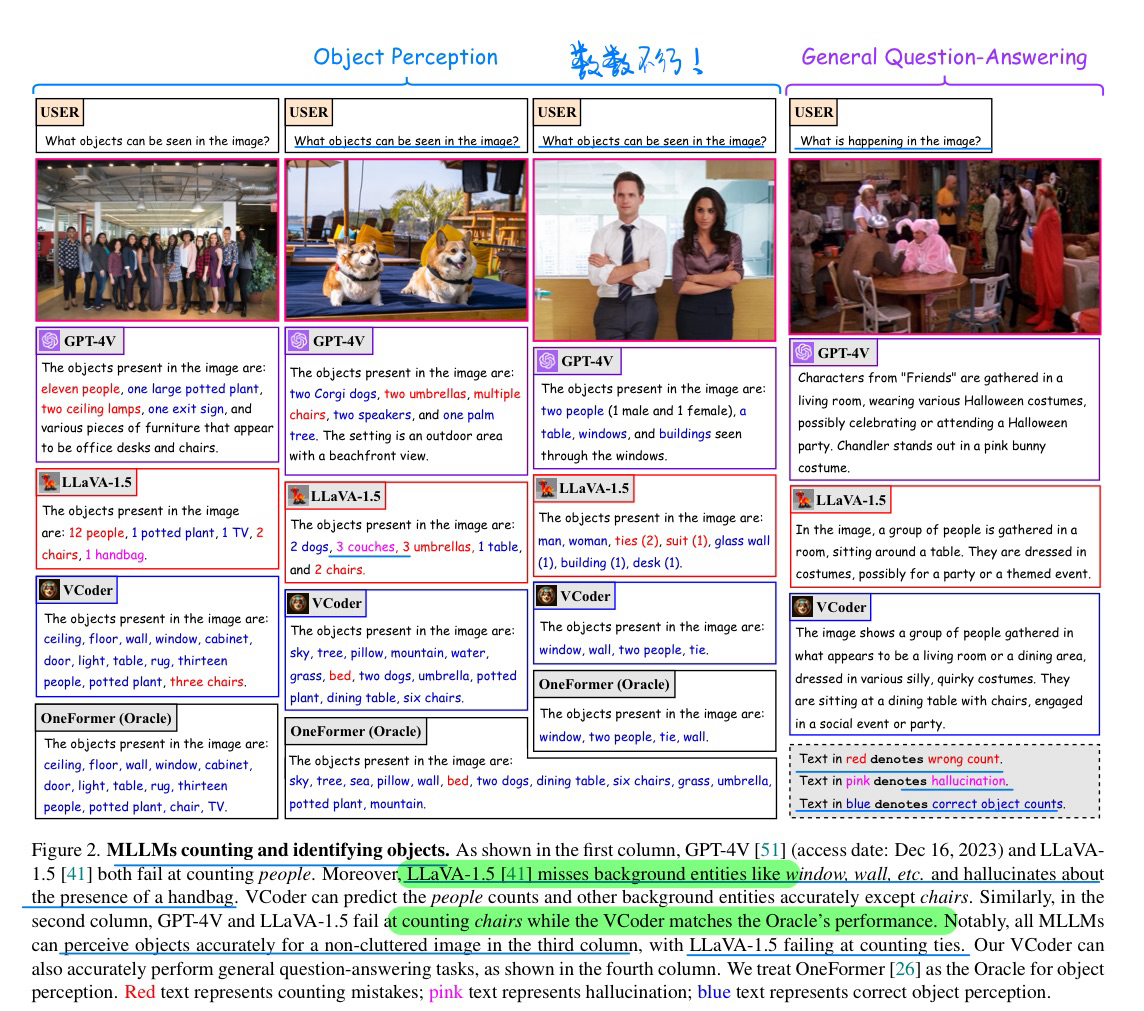 Object Perception
数数不行!
General Question-Answering
USER
What objects can be seen in the image?
GPT-4V
The objects present in the image are:
eleven people, one large potted plant,
two ceiling lamps, one exit sign, and
various pieces of furniture that appear
to be office desks and chairs.
LLaVA-1.5
The objects present in the image
are: 12 people, 1 potted plant, 1 TV, 2
chairs, 1 handbag.
VCoder
The objects present in the image are:
ceiling, floor, wall, window, cabinet,
door, light, table, rug, thirteen
people, potted plant, three chairs.
OneFormer (Oracle)
The objects present in the image are:
ceiling, floor, wall, window, cabinet,
door, light, table, rug, thirteen
people, potted plant, chair, TV.
USER
What objects can be seen in the image?
GPT-4V
The objects present in the image are:
two Corgi dogs, two umbrellas, multiple
chairs, two speakers, and one palm
tree. The setting is an outdoor area
with a beachfront view.
LLaVA-1.5
The objects present in the image are:
2 dogs, 3 couches, 3 umbrellas, 1 table,
and 2 chairs.
VCoder
The objects present in the image are:
sky, tree, pillow, mountain, water,
grass, bed, two dogs, umbrella, potted
plant, dining table, six chairs.
OneFormer (Oracle)
The objects present in the image are:
sky, tree, sea, pillow, wall, bed, two dogs, dining table, six chairs, grass, umbrella,
potted plant, mountain.
USER
What objects can be seen in the image?
GPT-4V
The objects present in the image are:
two people (1 male and 1 female), a
table, windows, and buildings seen
through the windows.
LLaVA-1.5
The objects present in the image are:
man, woman, ties (2), suit (1), glass wall
(1), building (1), desk (1).
VCoder
The objects present in the image are:
window, wall, two people, tie.
OneFormer (Oracle)
The objects present in the image are:
window, two people, tie, wall.
USER
What is happening in the image?
GPT-4V
Characters from "Friends" are gathered in a
living room, wearing various Halloween costumes,
possibly celebrating or attending a Halloween
party. Chandler stands out in a pink bunny
costume.
LLaVA-1.5
In the image, a group of people is gathered in a
room, sitting around a table. They are dressed in
costumes, possibly for a party or a themed event.
VCoder
The image shows a group of people gathered in
what appears to be a living room or a dining area,
dressed in various silly, quirky costumes. They
are sitting at a dining table with chairs, engaged
in a social event or party.
Text in red denotes wrong count.
Text in pink denotes hallucination.
Text in blue denotes correct object counts.
Figure 2. MLLMs counting and identifying objects. As shown in the first column, GPT-4V [51] (access date: Dec 16, 2023) and LLaVA-
1.5 [41] both fail at counting people. Moreover, LLaVA-1.5 [41] misses background entities like window, wall, etc. and hallucinates about
the presence of a handbag. VCoder can predict the people counts and other background entities accurately except chairs. Similarly, in the
second column, GPT-4V and LLaVA-1.5 fail at counting chairs while the VCoder matches the Oracle's performance. Notably, all MLLMs
can perceive objects accurately for a non-cluttered image in the third column, with LLaVA-1.5 failing at counting ties. Our VCoder can
also accurately perform general question-answering tasks, as shown in the fourth column. We treat OneFormer [26] as the Oracle for object
perception. Red text represents counting mistakes; pink text represents hallucination; blue text represents correct object perception.